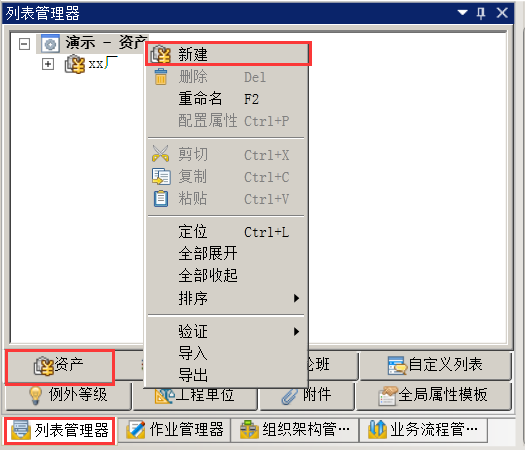 列表管理器
演示 - 资产
xx厂
新建
删除 Del
重命名 F2
配置属性 Ctrl+P
剪切 Ctrl+X
复制 Ctrl+C
粘贴 Ctrl+V
定位 Ctrl+L
全部展开
全部收起
排序
验证
导入
导出
资产 轮班 自定义列表
例外等级 工程单位 附件 全局属性模板
列表管理器 作业管理器 组织架构管··· 业务流程管···